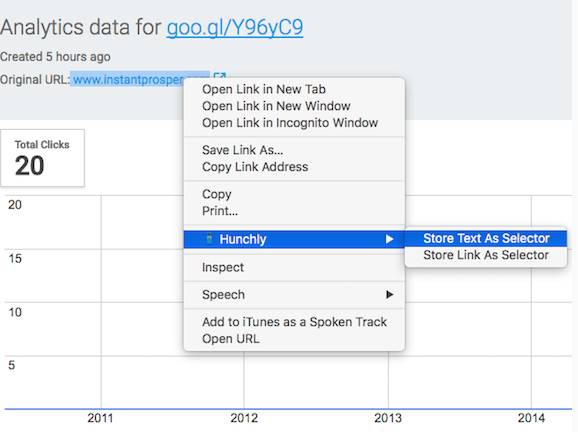 Analytics data for goo.gl/Y96yC9
Created 5 hours ago
Original URL: www.instantprosper
Open Link in New Tab
Open Link in New Window
Open Link in Incognito Window
Save Link As...
Copy Link Address
Copy
Print...
Hunchly
Store Text As Selector
Store Link As Selector
Inspect
Speech
Add to iTunes as a Spoken Track
Open URL
Total Clicks
20
20
15
10
5
2011 2012 2013 2014